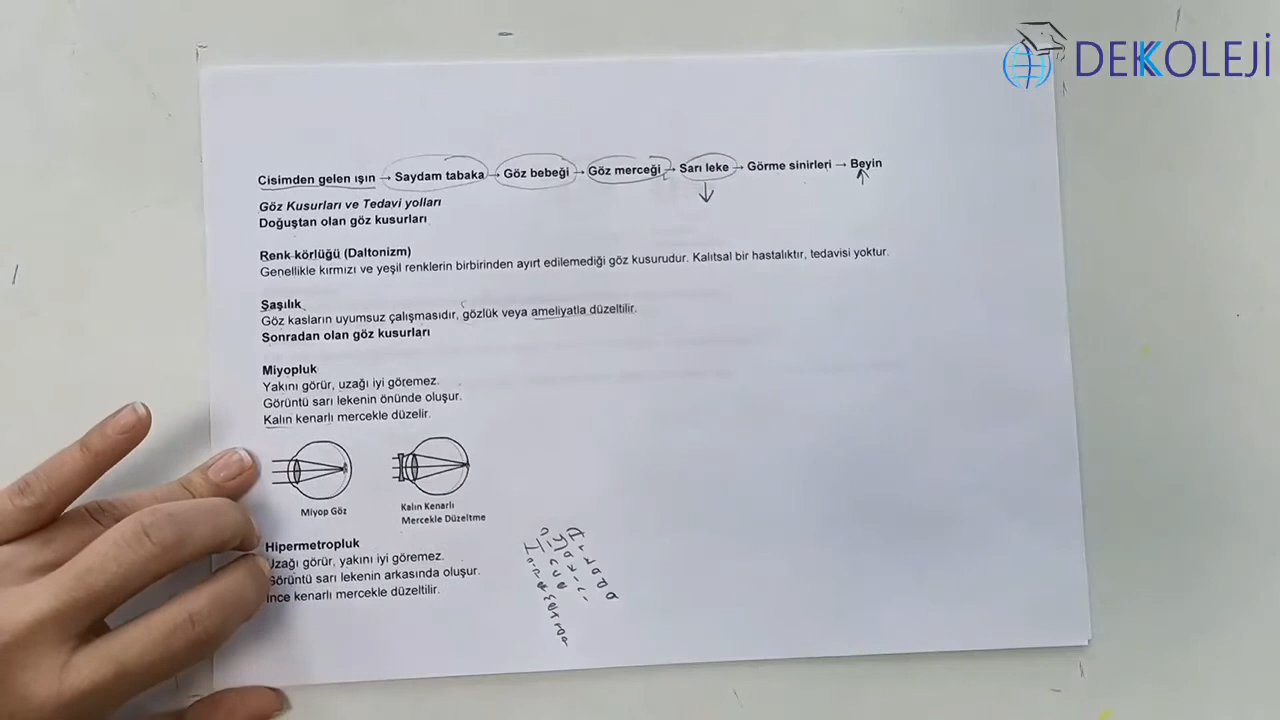 DEKKOLEJİ
Cisimden gelen ışın → Saydam tabaka → Göz bebeği → Göz merceği → Sarı leke → Görme sinirleri → Beyin
Göz Kusurları ve Tedavi yolları
Doğuştan olan göz kusurları
Renk körlüğü (Daltonizm)
Genellikle kırmızı ve yeşil renklerin birbirinden ayırt edilemediği göz kusurudur. Kalıtsal bir hastalıktır, tedavisi yoktur.
Şaşılık
Göz kasların uyumsuz çalışmasıdır, gözlük veya ameliyatla düzeltilir.
Sonradan olan göz kusurları
Miyopluk
Yakını görür, uzağı iyi göremez.
Görüntü sarı lekenin önünde oluşur.
Kalın kenarlı mercekle düzelir.
Miyop Göz
Kalın Kenarlı
Mercekle Düzeltme
Hipermetropluk
Uzağı görür, yakını iyi göremez.
Görüntü sarı lekenin arkasında oluşur.
İnce kenarlı mercekle düzeltilir.